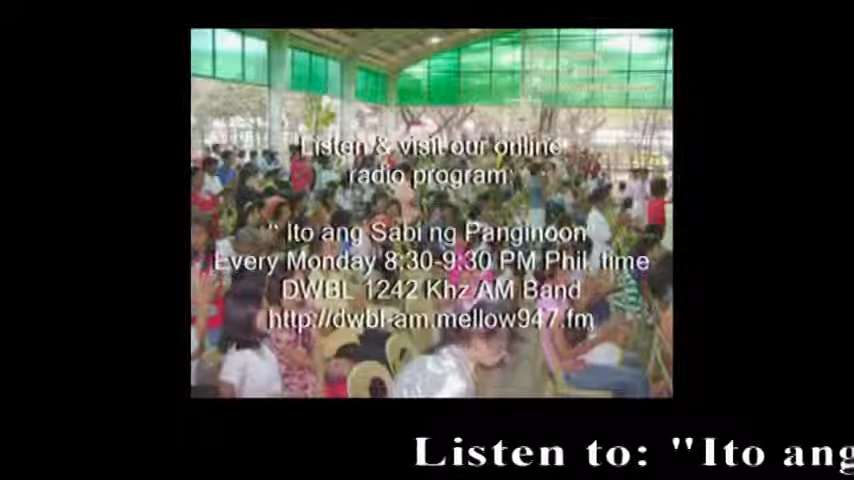 Listen & visit our online
radio program:
" Ito ang Sabi ng Panginoon
Every Monday 8:30-9:30 PM Phil. time
DWBL 1242 Khz AM Band
http://dwbl-am.mellow947.fm
Listen to: "Ito ang